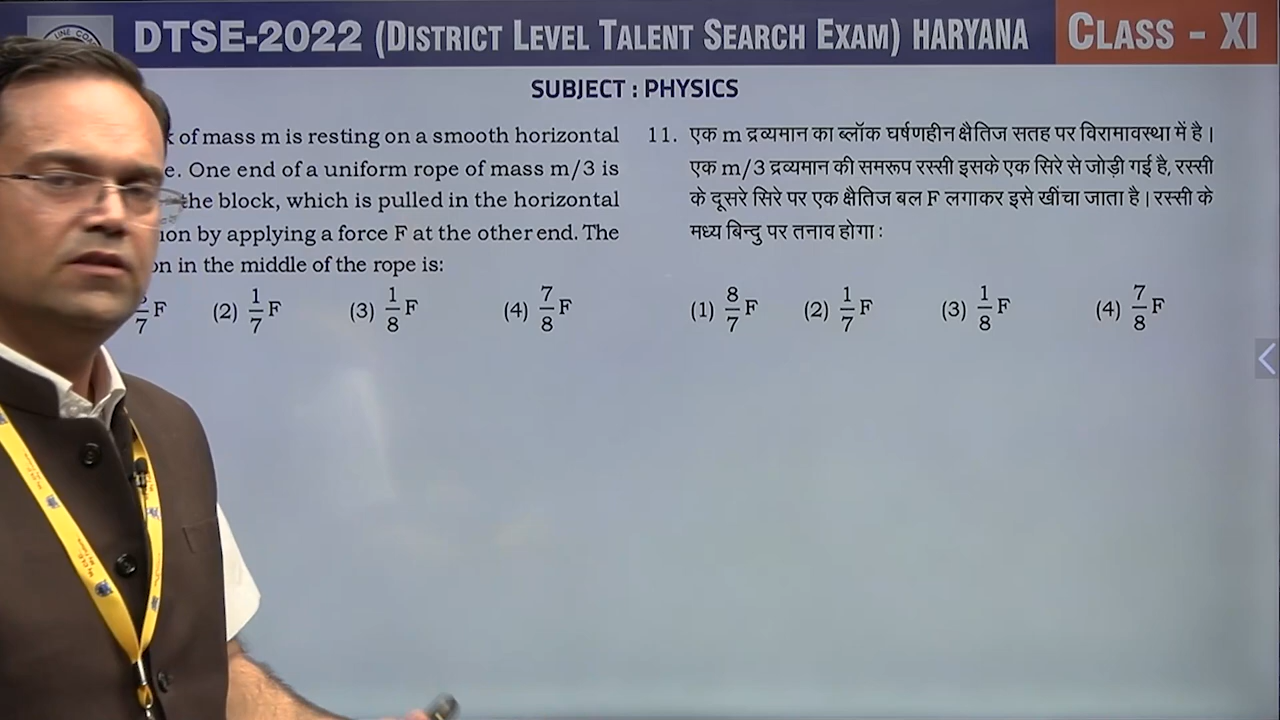 LINE CO
DTSE-2022 (DISTRICT LEVEL TALENT SEARCH EXAM) HARYANA
CLASS - XI
SUBJECT : PHYSICS
of mass m is resting on a smooth horizontal
One end of a uniform rope of mass m/3 is
the block, which is pulled in the horizontal
by applying a force F at the other end. The
in the middle of the rope is:
7 F (2) 1/7 F (3) 1/8 F (4) 7/8 F
11. एक m द्रव्यमान का ब्लॉक घर्षणहीन क्षैतिज सतह पर विरामावस्था में है।
एक m/3 द्रव्यमान की समरूप रस्सी इसके एक सिरे से जोड़ी गई है, रस्सी
के दूसरे सिरे पर एक क्षैतिज बल F लगाकर इसे खींचा जाता है। रस्सी के
मध्य बिन्दु पर तनाव होगा :
(1) 8/7 F (2) 1/7 F (3) 1/8 F (4) 7/8 F